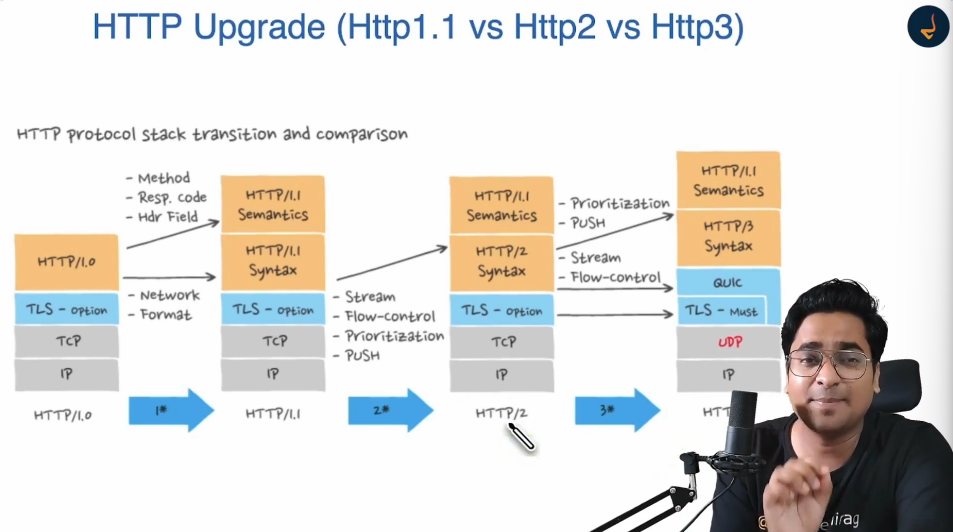 HTTP Upgrade (Http1.1 vs Http2 vs Http3)
HTTP protocol stack transition and comparison
HTTP/1.0
TLS - option
TCP
IP
HTTP/1.0
- Method
- Resp. code
- Hdr Field
- Network
- Format
1*
HTTP/1.1
Semantics
HTTP/1.1
Syntax
TLS - option
TCP
IP
HTTP/1.1
- Stream
- Flow-control
- Prioritization
- PUSH
2*
HTTP/1.1
Semantics
HTTP/2
Syntax
TLS - option
TCP
IP
HTTP/2
- Prioritization
- PUSH
- Stream
- Flow-control
3*
HTTP/1.1
Semantics
HTTP/3
Syntax
QUIC
TLS - Must
UDP
IP